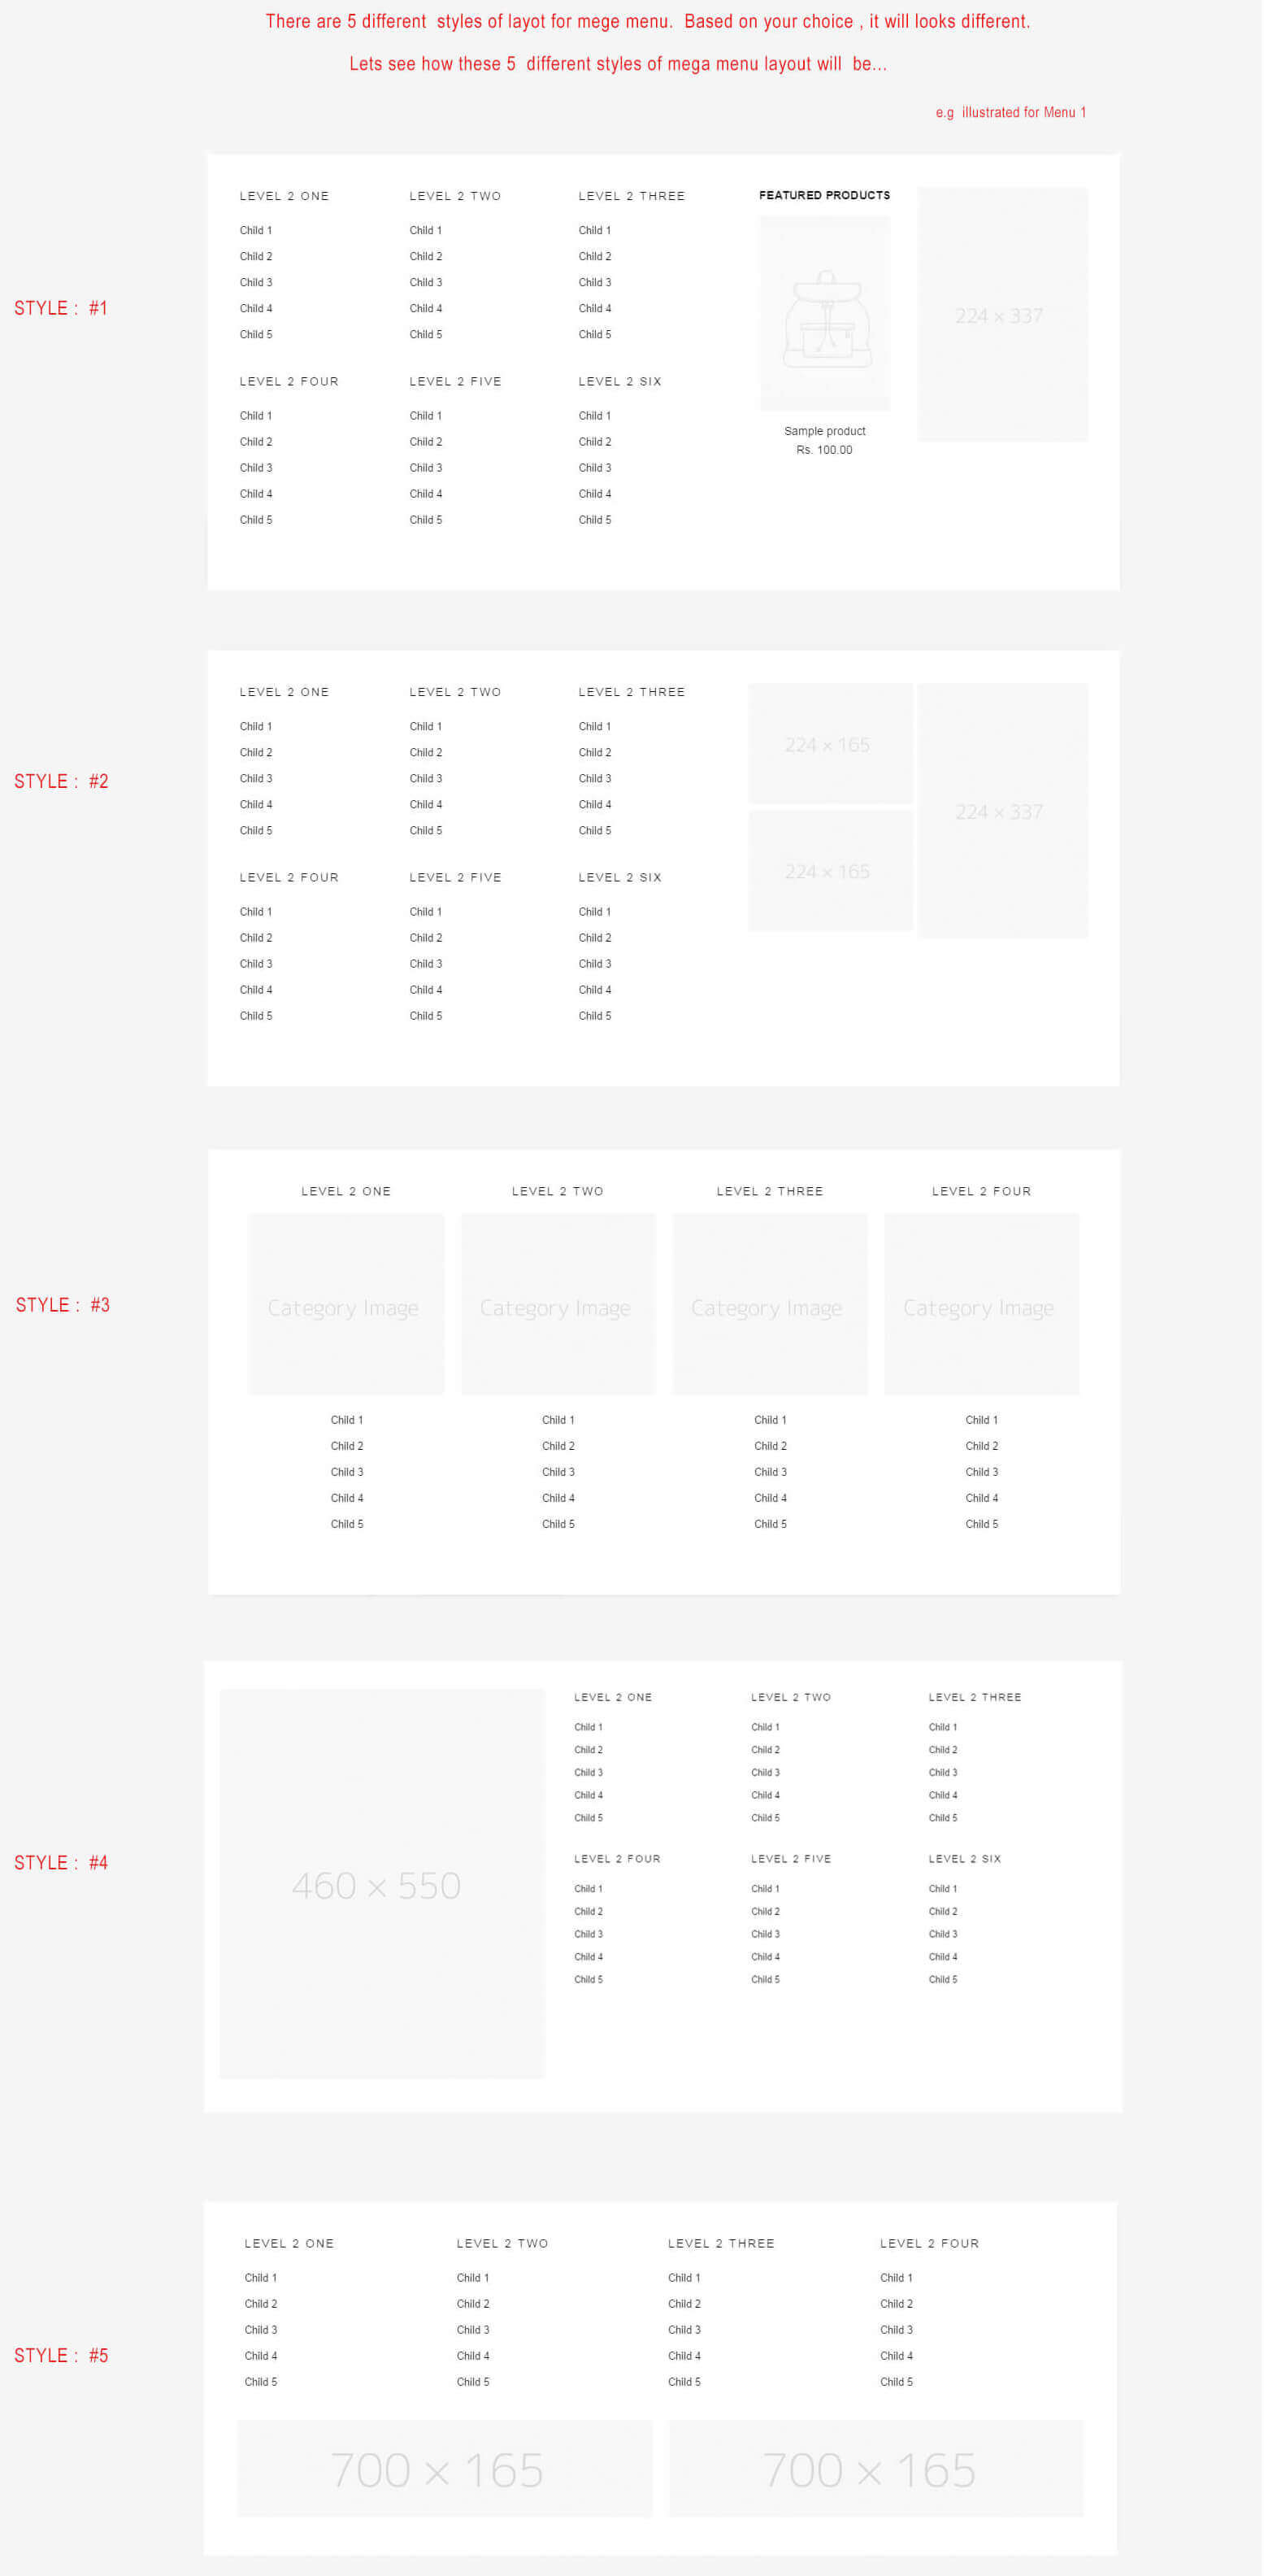 There are 5 different styles of layot for mege menu. Based on your choice , it will looks different.
Lets see how these 5 different styles of mega menu layout will be...
e.g illustrated for Menu 1
STYLE : #1
LEVEL 2 ONE
Child 1
Child 2
Child 3
Child 4
Child 5
LEVEL 2 TWO
Child 1
Child 2
Child 3
Child 4
Child 5
LEVEL 2 THREE
Child 1
Child 2
Child 3
Child 4
Child 5
LEVEL 2 FOUR
Child 1
Child 2
Child 3
Child 4
Child 5
LEVEL 2 FIVE
Child 1
Child 2
Child 3
Child 4
Child 5
LEVEL 2 SIX
Child 1
Child 2
Child 3
Child 4
Child 5
FEATURED PRODUCTS
Sample product
Rs. 100.00
224 × 337
STYLE : #2
LEVEL 2 ONE
Child 1
Child 2
Child 3
Child 4
Child 5
LEVEL 2 TWO
Child 1
Child 2
Child 3
Child 4
Child 5
LEVEL 2 THREE
Child 1
Child 2
Child 3
Child 4
Child 5
LEVEL 2 FOUR
Child 1
Child 2
Child 3
Child 4
Child 5
LEVEL 2 FIVE
Child 1
Child 2
Child 3
Child 4
Child 5
LEVEL 2 SIX
Child 1
Child 2
Child 3
Child 4
Child 5
224 × 165
224 × 165
224 × 337
STYLE : #3
LEVEL 2 ONE
Category Image
Child 1
Child 2
Child 3
Child 4
Child 5
LEVEL 2 TWO
Category Image
Child 1
Child 2
Child 3
Child 4
Child 5
LEVEL 2 THREE
Category Image
Child 1
Child 2
Child 3
Child 4
Child 5
LEVEL 2 FOUR
Category Image
Child 1
Child 2
Child 3
Child 4
Child 5
STYLE : #4
460 × 550
LEVEL 2 ONE
Child 1
Child 2
Child 3
Child 4
Child 5
LEVEL 2 TWO
Child 1
Child 2
Child 3
Child 4
Child 5
LEVEL 2 THREE
Child 1
Child 2
Child 3
Child 4
Child 5
LEVEL 2 FOUR
Child 1
Child 2
Child 3
Child 4
Child 5
LEVEL 2 FIVE
Child 1
Child 2
Child 3
Child 4
Child 5
LEVEL 2 SIX
Child 1
Child 2
Child 3
Child 4
Child 5
STYLE : #5
LEVEL 2 ONE
Child 1
Child 2
Child 3
Child 4
Child 5
LEVEL 2 TWO
Child 1
Child 2
Child 3
Child 4
Child 5
LEVEL 2 THREE
Child 1
Child 2
Child 3
Child 4
Child 5
LEVEL 2 FOUR
Child 1
Child 2
Child 3
Child 4
Child 5
700 × 165
700 × 165